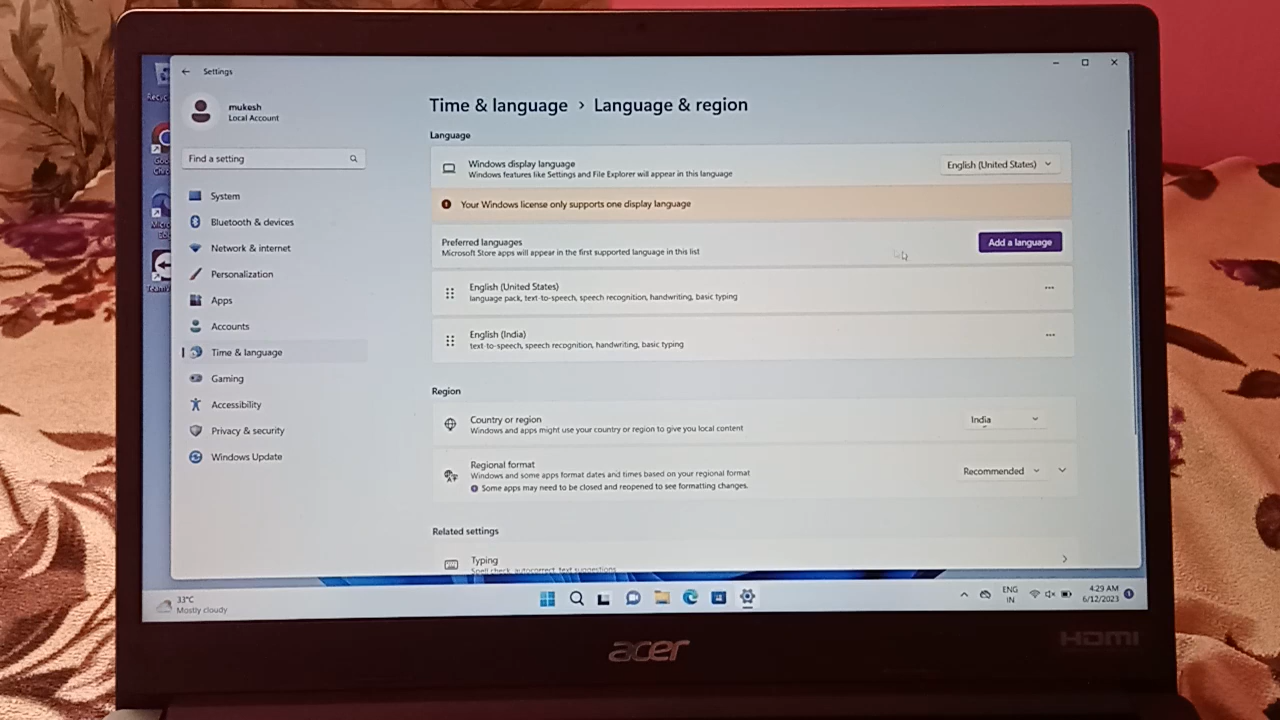 Settings
mukesh
Local Account
Find a setting
System
Bluetooth & devices
Network & internet
Personalization
Apps
Accounts
Time & language
Gaming
Accessibility
Privacy & security
Windows Update
Time & language › Language & region
Language
Windows display language
Windows features like Settings and File Explorer will appear in this language
English (United States)
Your Windows license only supports one display language
Preferred languages
Microsoft Store apps will appear in the first supported language in this list
Add a language
English (United States)
language pack, text-to-speech, speech recognition, handwriting, basic typing
English (India)
text-to-speech, speech recognition, handwriting, basic typing
Region
Country or region
Windows and apps might use your country or region to give you local content
India
Regional format
Windows and some apps format dates and times based on your regional format
Some apps may need to be closed and reopened to see formatting changes.
Recommended
Related settings
Typing
Spell check, autocorrect, text suggestions
33°C
Mostly cloudy
ENG
IN
4:29 AM
6/12/2023
1
acer
HDMI